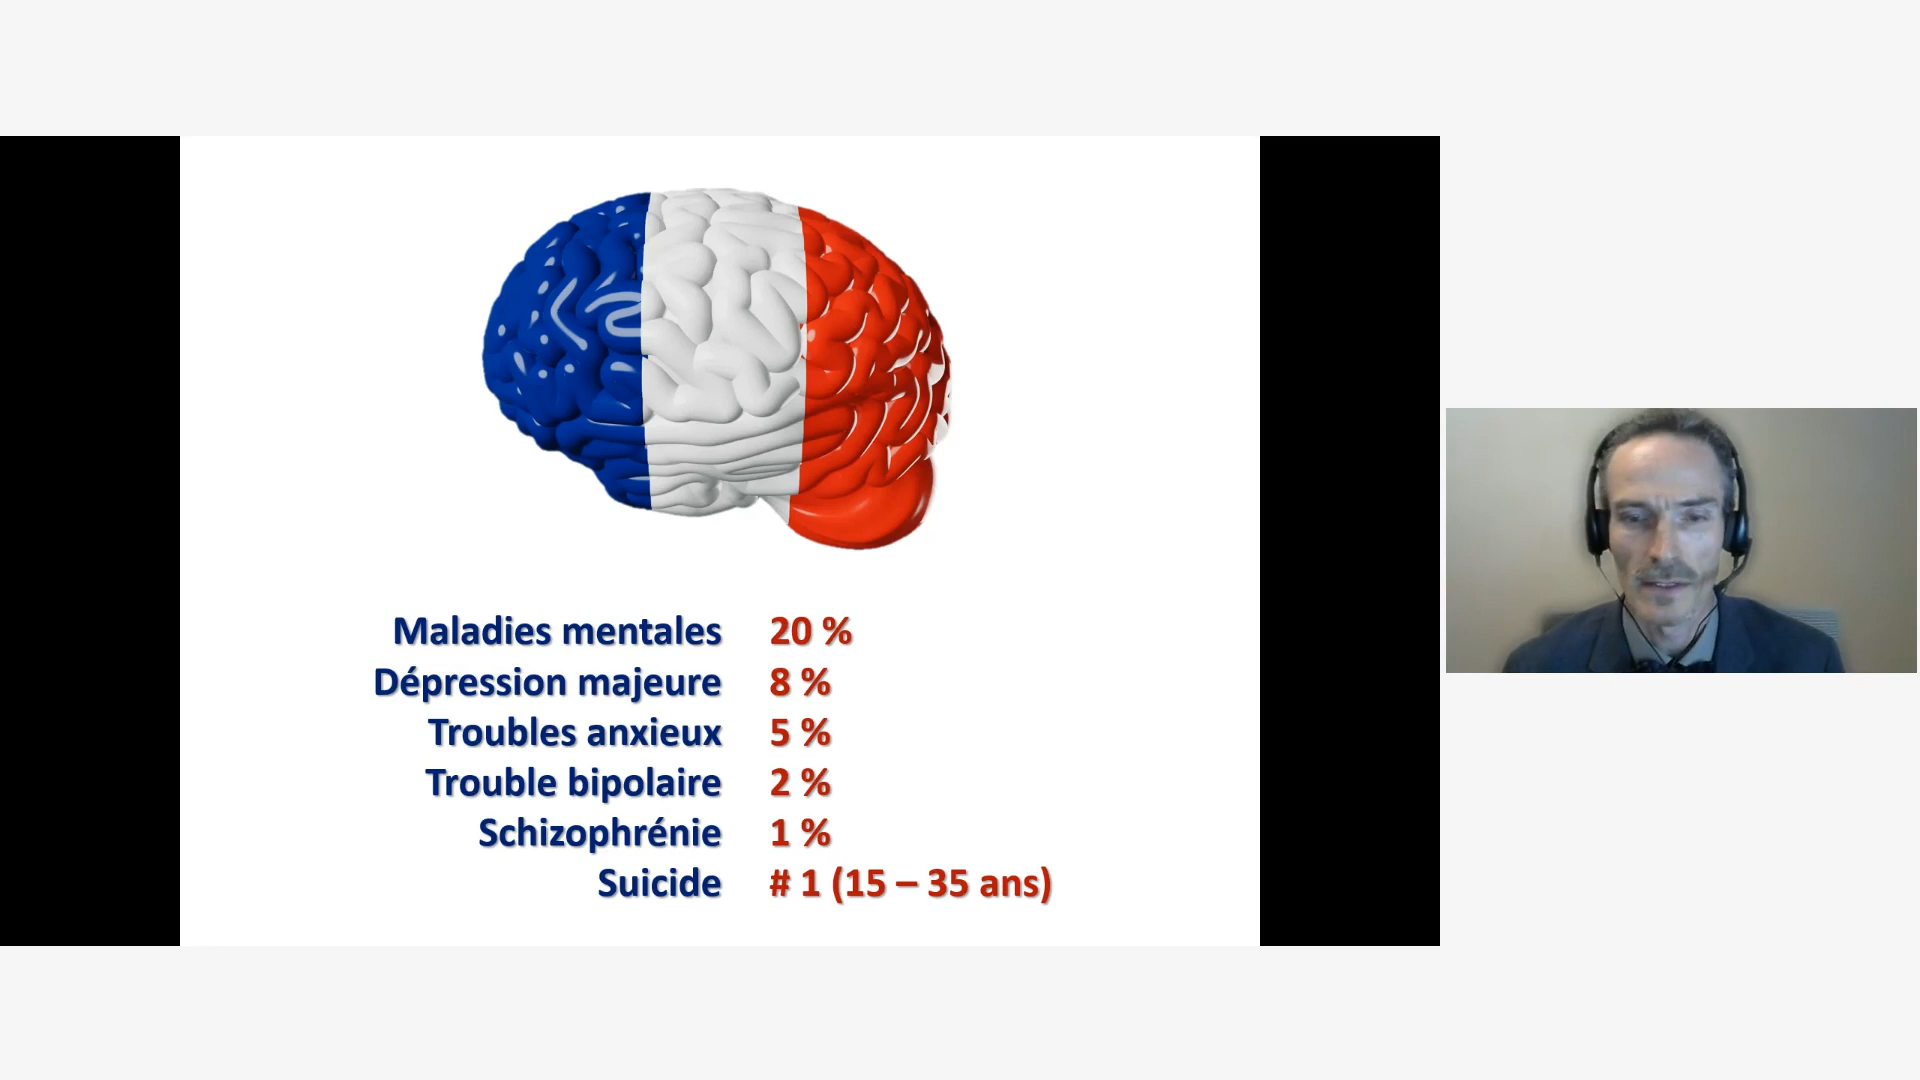 Maladies mentales 20 %
Dépression majeure 8 %
Troubles anxieux 5 %
Trouble bipolaire 2 %
Schizophrénie 1 %
Suicide # 1 (15 – 35 ans)